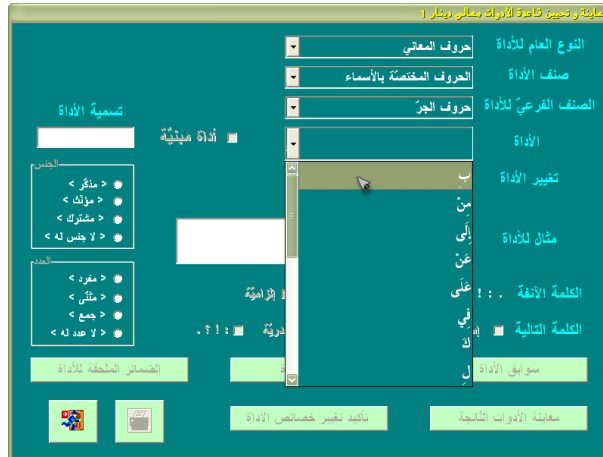 معاينة و تحيين قاعدة الأدوات معالي دينار 1
النوع العام للأداة حروف المعاني
صنف الأداة الحروف المختصّة بالأسماء
الصنف الفرعيّ للأداة حروف الجرّ
تسمية الأداة
الأداة
أداة مبنيّة
تغيير الأداة
بِ
مِنْ
إِلَى
عَنْ
عَلَى
فِي
كَ
لِ
الجنس
< مذكّر >
< مؤنّث >
< مشترك >
< لا جنس له >
مثال للأداة
العدد
< مفرد >
< مثنّى >
< جمع >
< لا عدد له >
الكلمة الآنفة . : ! إلزاميّة
الكلمة التالية : ! ؟ .
سوابق الأداة
الضمائر الملحقة للأداة
معاينة الأدوات الناتجة
تأكيد تغيير خصائص الأداة